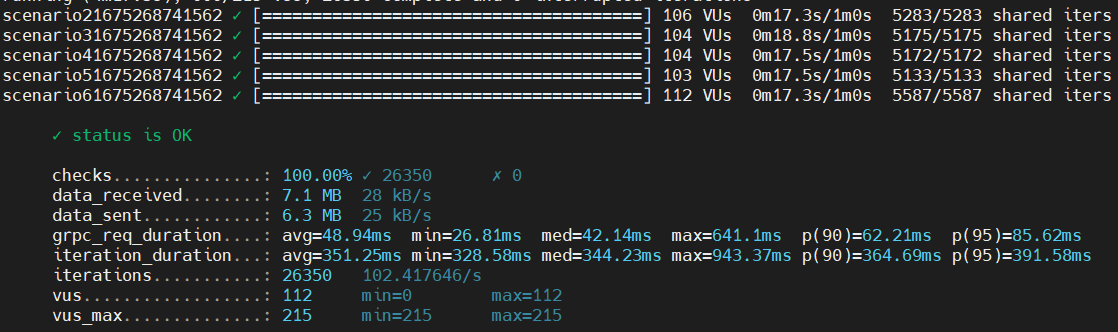 scenario21675268741562 ✓ [======================================] 106 VUs  0m17.3s/1m0s  5283/5283 shared iters
scenario31675268741562 ✓ [======================================] 104 VUs  0m18.8s/1m0s  5175/5175 shared iters
scenario41675268741562 ✓ [======================================] 104 VUs  0m17.5s/1m0s  5172/5172 shared iters
scenario51675268741562 ✓ [======================================] 103 VUs  0m17.5s/1m0s  5133/5133 shared iters
scenario61675268741562 ✓ [======================================] 112 VUs  0m17.3s/1m0s  5587/5587 shared iters
✓ status is OK
checks...............: 100.00% ✓ 26350      ✗ 0
data_received........: 7.1 MB  28 kB/s
data_sent............: 6.3 MB  25 kB/s
grpc_req_duration....: avg=48.94ms  min=26.81ms  med=42.14ms  max=641.1ms  p(90)=62.21ms  p(95)=85.62ms
iteration_duration...: avg=351.25ms min=328.58ms med=344.23ms max=943.37ms p(90)=364.69ms p(95)=391.58ms
iterations...........: 26350   102.417646/s
vus..................: 112     min=0        max=112
vus_max..............: 215     min=215      max=215